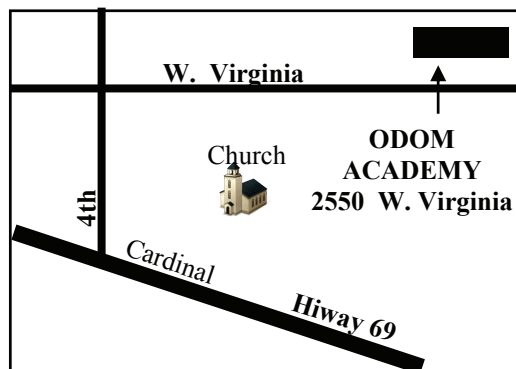 W. Virginia
ODOM
ACADEMY
2550 W. Virginia
Church
4th
Cardinal
Hiway 69